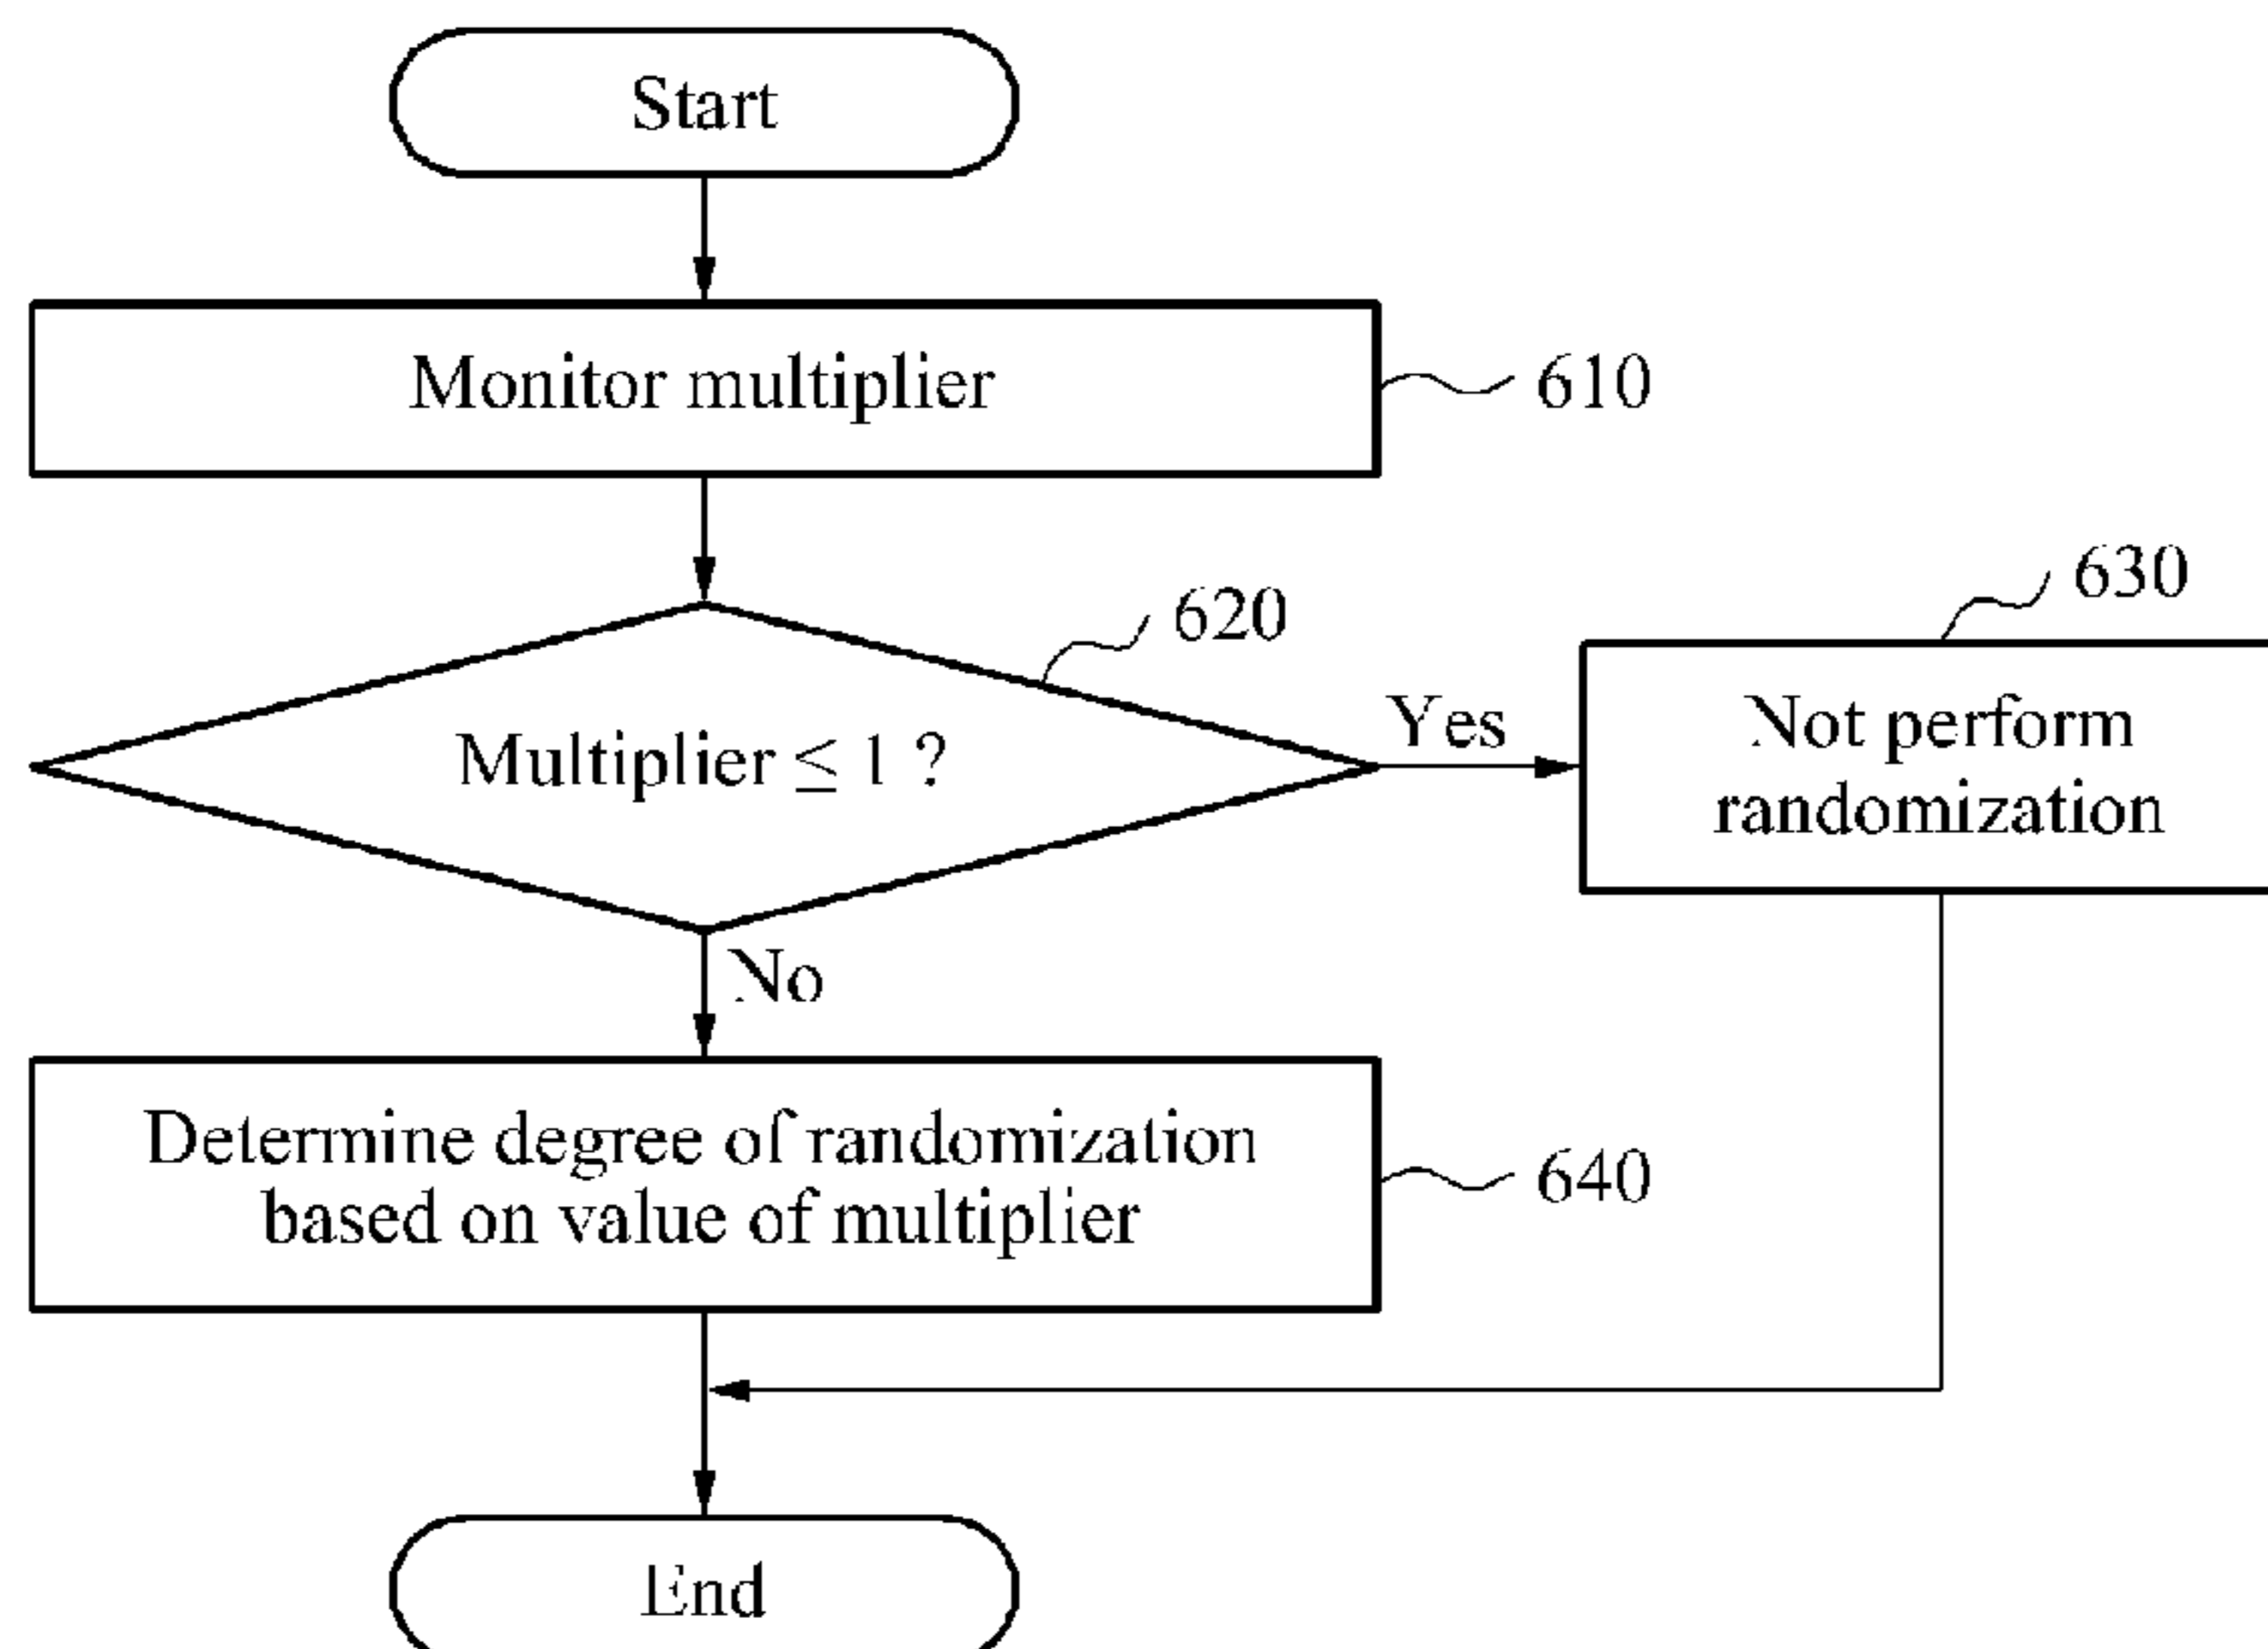 Start
Monitor multiplier
610
620
Multiplier ≤ 1 ?
Yes
630
Not perform
randomization
No
Determine degree of randomization
based on value of multiplier
640
End